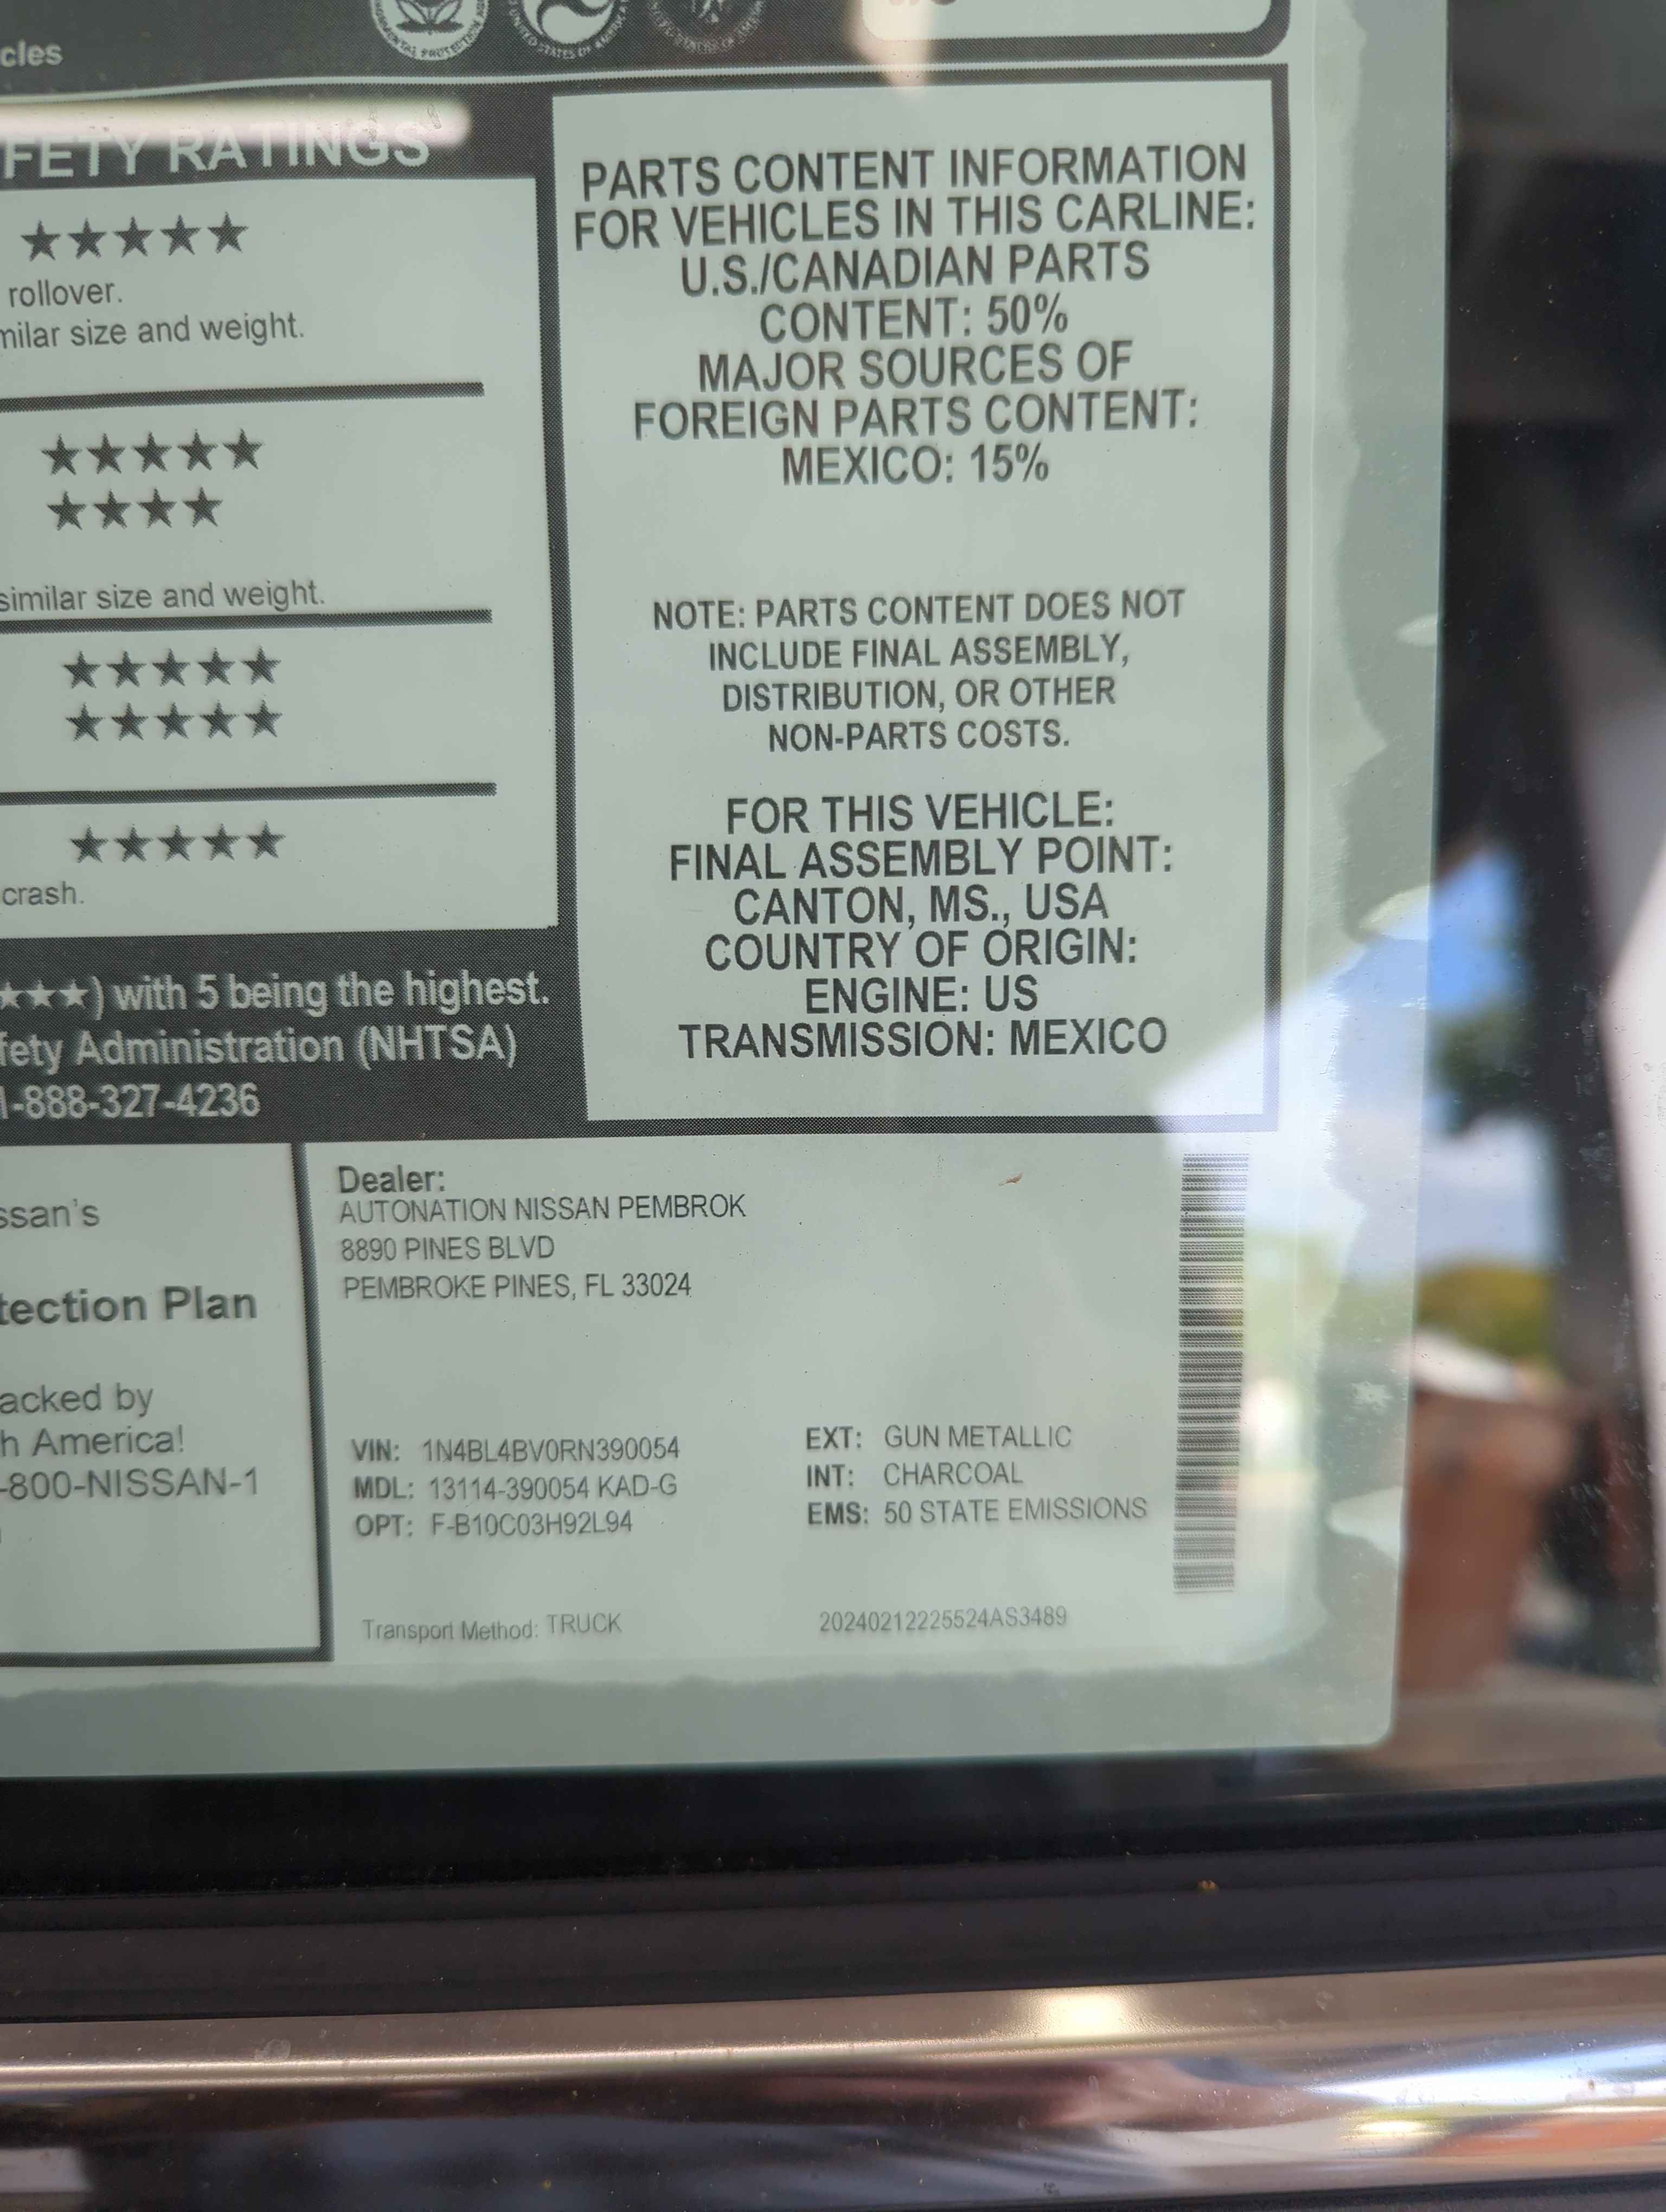 cles
FETY RATINGS
★★★★★
rollover.
milar size and weight.
★★★★★
★★★★
similar size and weight.
★★★★★
★★★★★
★★★★★
crash.
★★★) with 5 being the highest.
fety Administration (NHTSA)
1-888-327-4236
PARTS CONTENT INFORMATION
FOR VEHICLES IN THIS CARLINE:
U.S./CANADIAN PARTS
CONTENT: 50%
MAJOR SOURCES OF
FOREIGN PARTS CONTENT:
MEXICO: 15%
NOTE: PARTS CONTENT DOES NOT
INCLUDE FINAL ASSEMBLY,
DISTRIBUTION, OR OTHER
NON-PARTS COSTS.
FOR THIS VEHICLE:
FINAL ASSEMBLY POINT:
CANTON, MS., USA
COUNTRY OF ORIGIN:
ENGINE: US
TRANSMISSION: MEXICO
ssan's
tection Plan
acked by
h America!
-800-NISSAN-1
Dealer:
AUTONATION NISSAN PEMBROK
8890 PINES BLVD
PEMBROKE PINES, FL 33024
VIN: 1N4BL4BV0RN390054
MDL: 13114-390054 KAD-G
OPT: F-B10C03H92L94
EXT: GUN METALLIC
INT: CHARCOAL
EMS: 50 STATE EMISSIONS
Transport Method: TRUCK
20240212225524AS3489